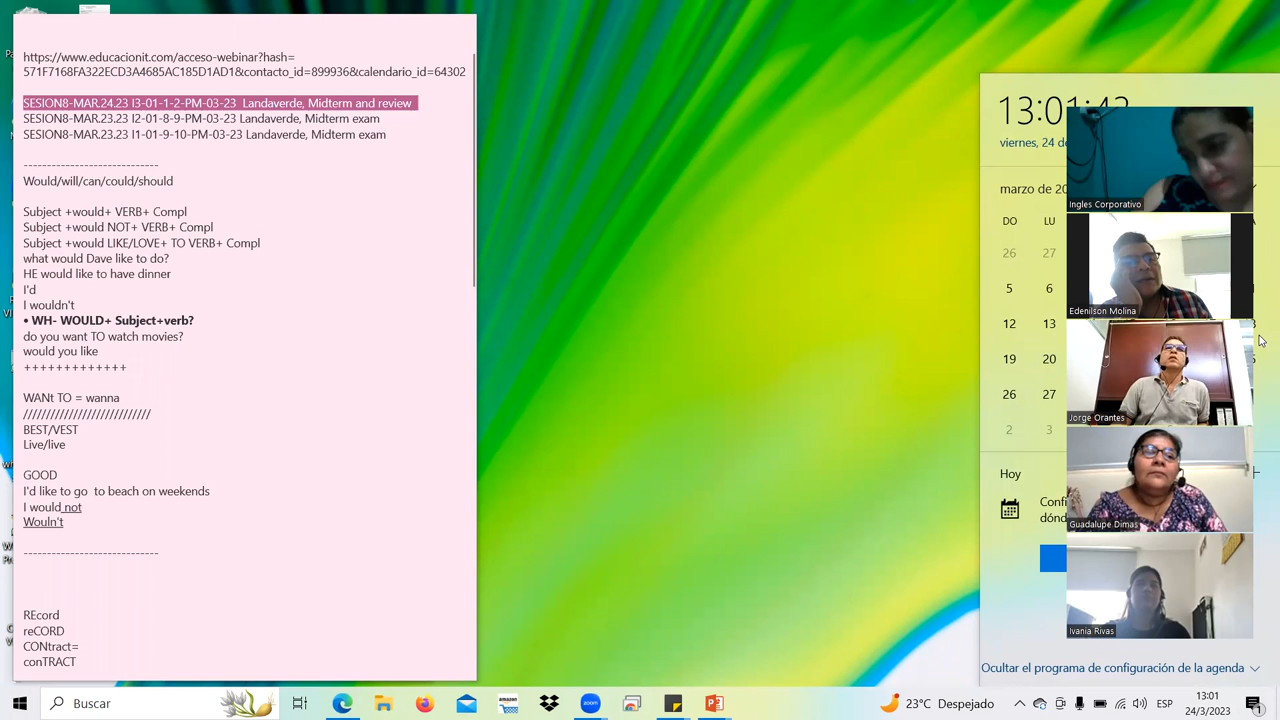 https://www.educacionit.com/acceso-webinar?hash=
571F7168FA322ECD3A4685AC185D1AD1&contacto_id=899936&calendario_id=64302
SESION8-MAR.24.23 I3-01-1-2-PM-03-23  Landaverde, Midterm and review
SESION8-MAR.23.23 I2-01-8-9-PM-03-23 Landaverde, Midterm exam
SESION8-MAR.23.23 I1-01-9-10-PM-03-23 Landaverde, Midterm exam
-----------------------------
Would/will/can/could/should
Subject +would+ VERB+ Compl
Subject +would NOT+ VERB+ Compl
Subject +would LIKE/LOVE+ TO VERB+ Compl
what would Dave like to do?
HE would like to have dinner
I'd
I wouldn't
• WH- WOULD+ Subject+verb?
do you want TO watch movies?
would you like
+++++++++++++
WANt TO = wanna
///////////////////////////
BEST/VEST
Live/live
GOOD
I'd like to go  to beach on weekends
I would not
Wouln't
-----------------------------
REcord
reCORD
CONtract=
conTRACT
13:01:42
viernes, 24 de
marzo de 20
DO LU
26 27
5 6
12 13
19 20
26 27
2 3
Hoy
Confi
dónd
Ocultar el programa de configuración de la agenda
Ingles Corporativo
Edenilson Molina
Jorge Orantes
Guadalupe Dimas
Ivania Rivas
Buscar
amazon
zoom
23°C Despejado
ESP
13:01
24/3/2023
1